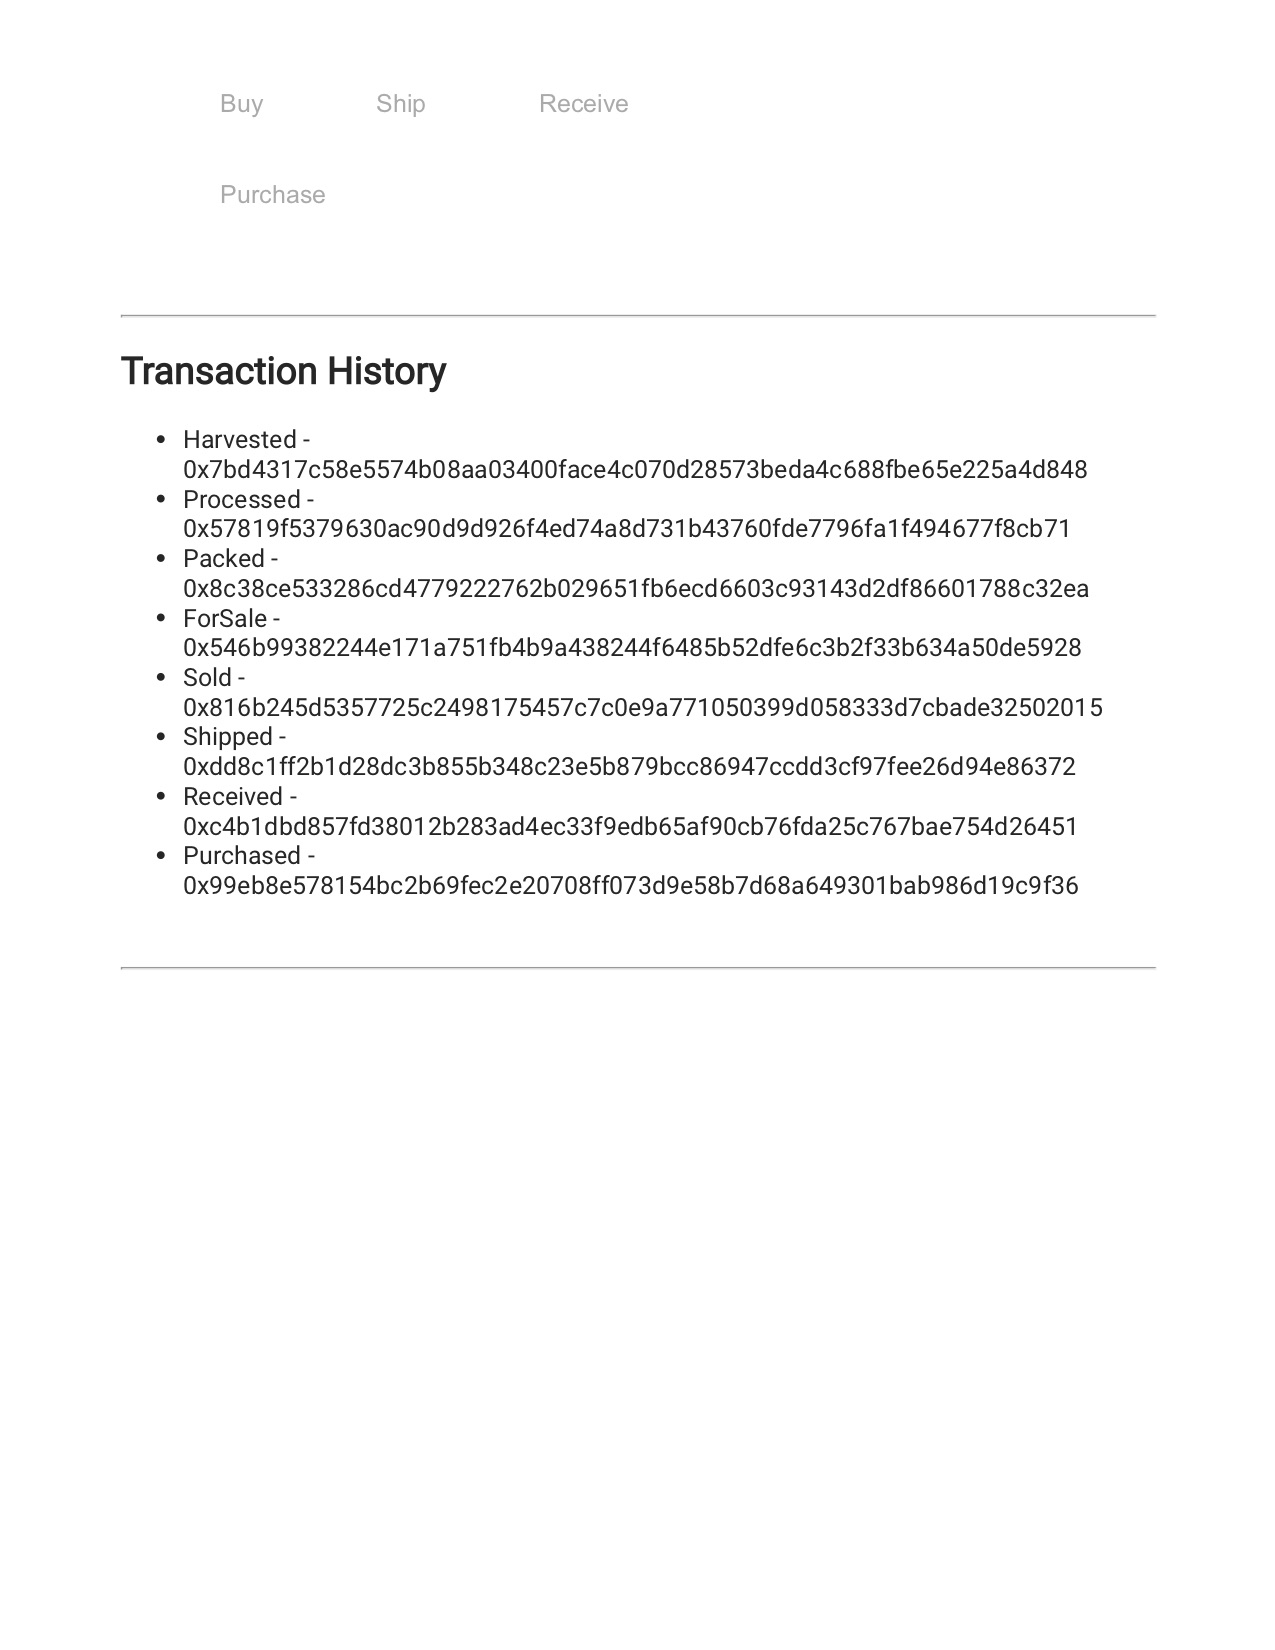 Buy Ship Receive
Purchase
Transaction History
• Harvested -
0x7bd4317c58e5574b08aa03400face4c070d28573beda4c688fbe65e225a4d848
• Processed -
0x57819f5379630ac90d9d926f4ed74a8d731b43760fde7796fa1f494677f8cb71
• Packed -
0x8c38ce533286cd4779222762b029651fb6ecd6603c93143d2df86601788c32ea
• ForSale -
0x546b99382244e171a751fb4b9a438244f6485b52dfe6c3b2f33b634a50de5928
• Sold -
0x816b245d5357725c2498175457c7c0e9a771050399d058333d7cbade32502015
• Shipped -
0xdd8c1ff2b1d28dc3b855b348c23e5b879bcc86947ccdd3cf97fee26d94e86372
• Received -
0xc4b1dbd857fd38012b283ad4ec33f9edb65af90cb76fda25c767bae754d26451
• Purchased -
0x99eb8e578154bc2b69fec2e20708ff073d9e58b7d68a649301bab986d19c9f36